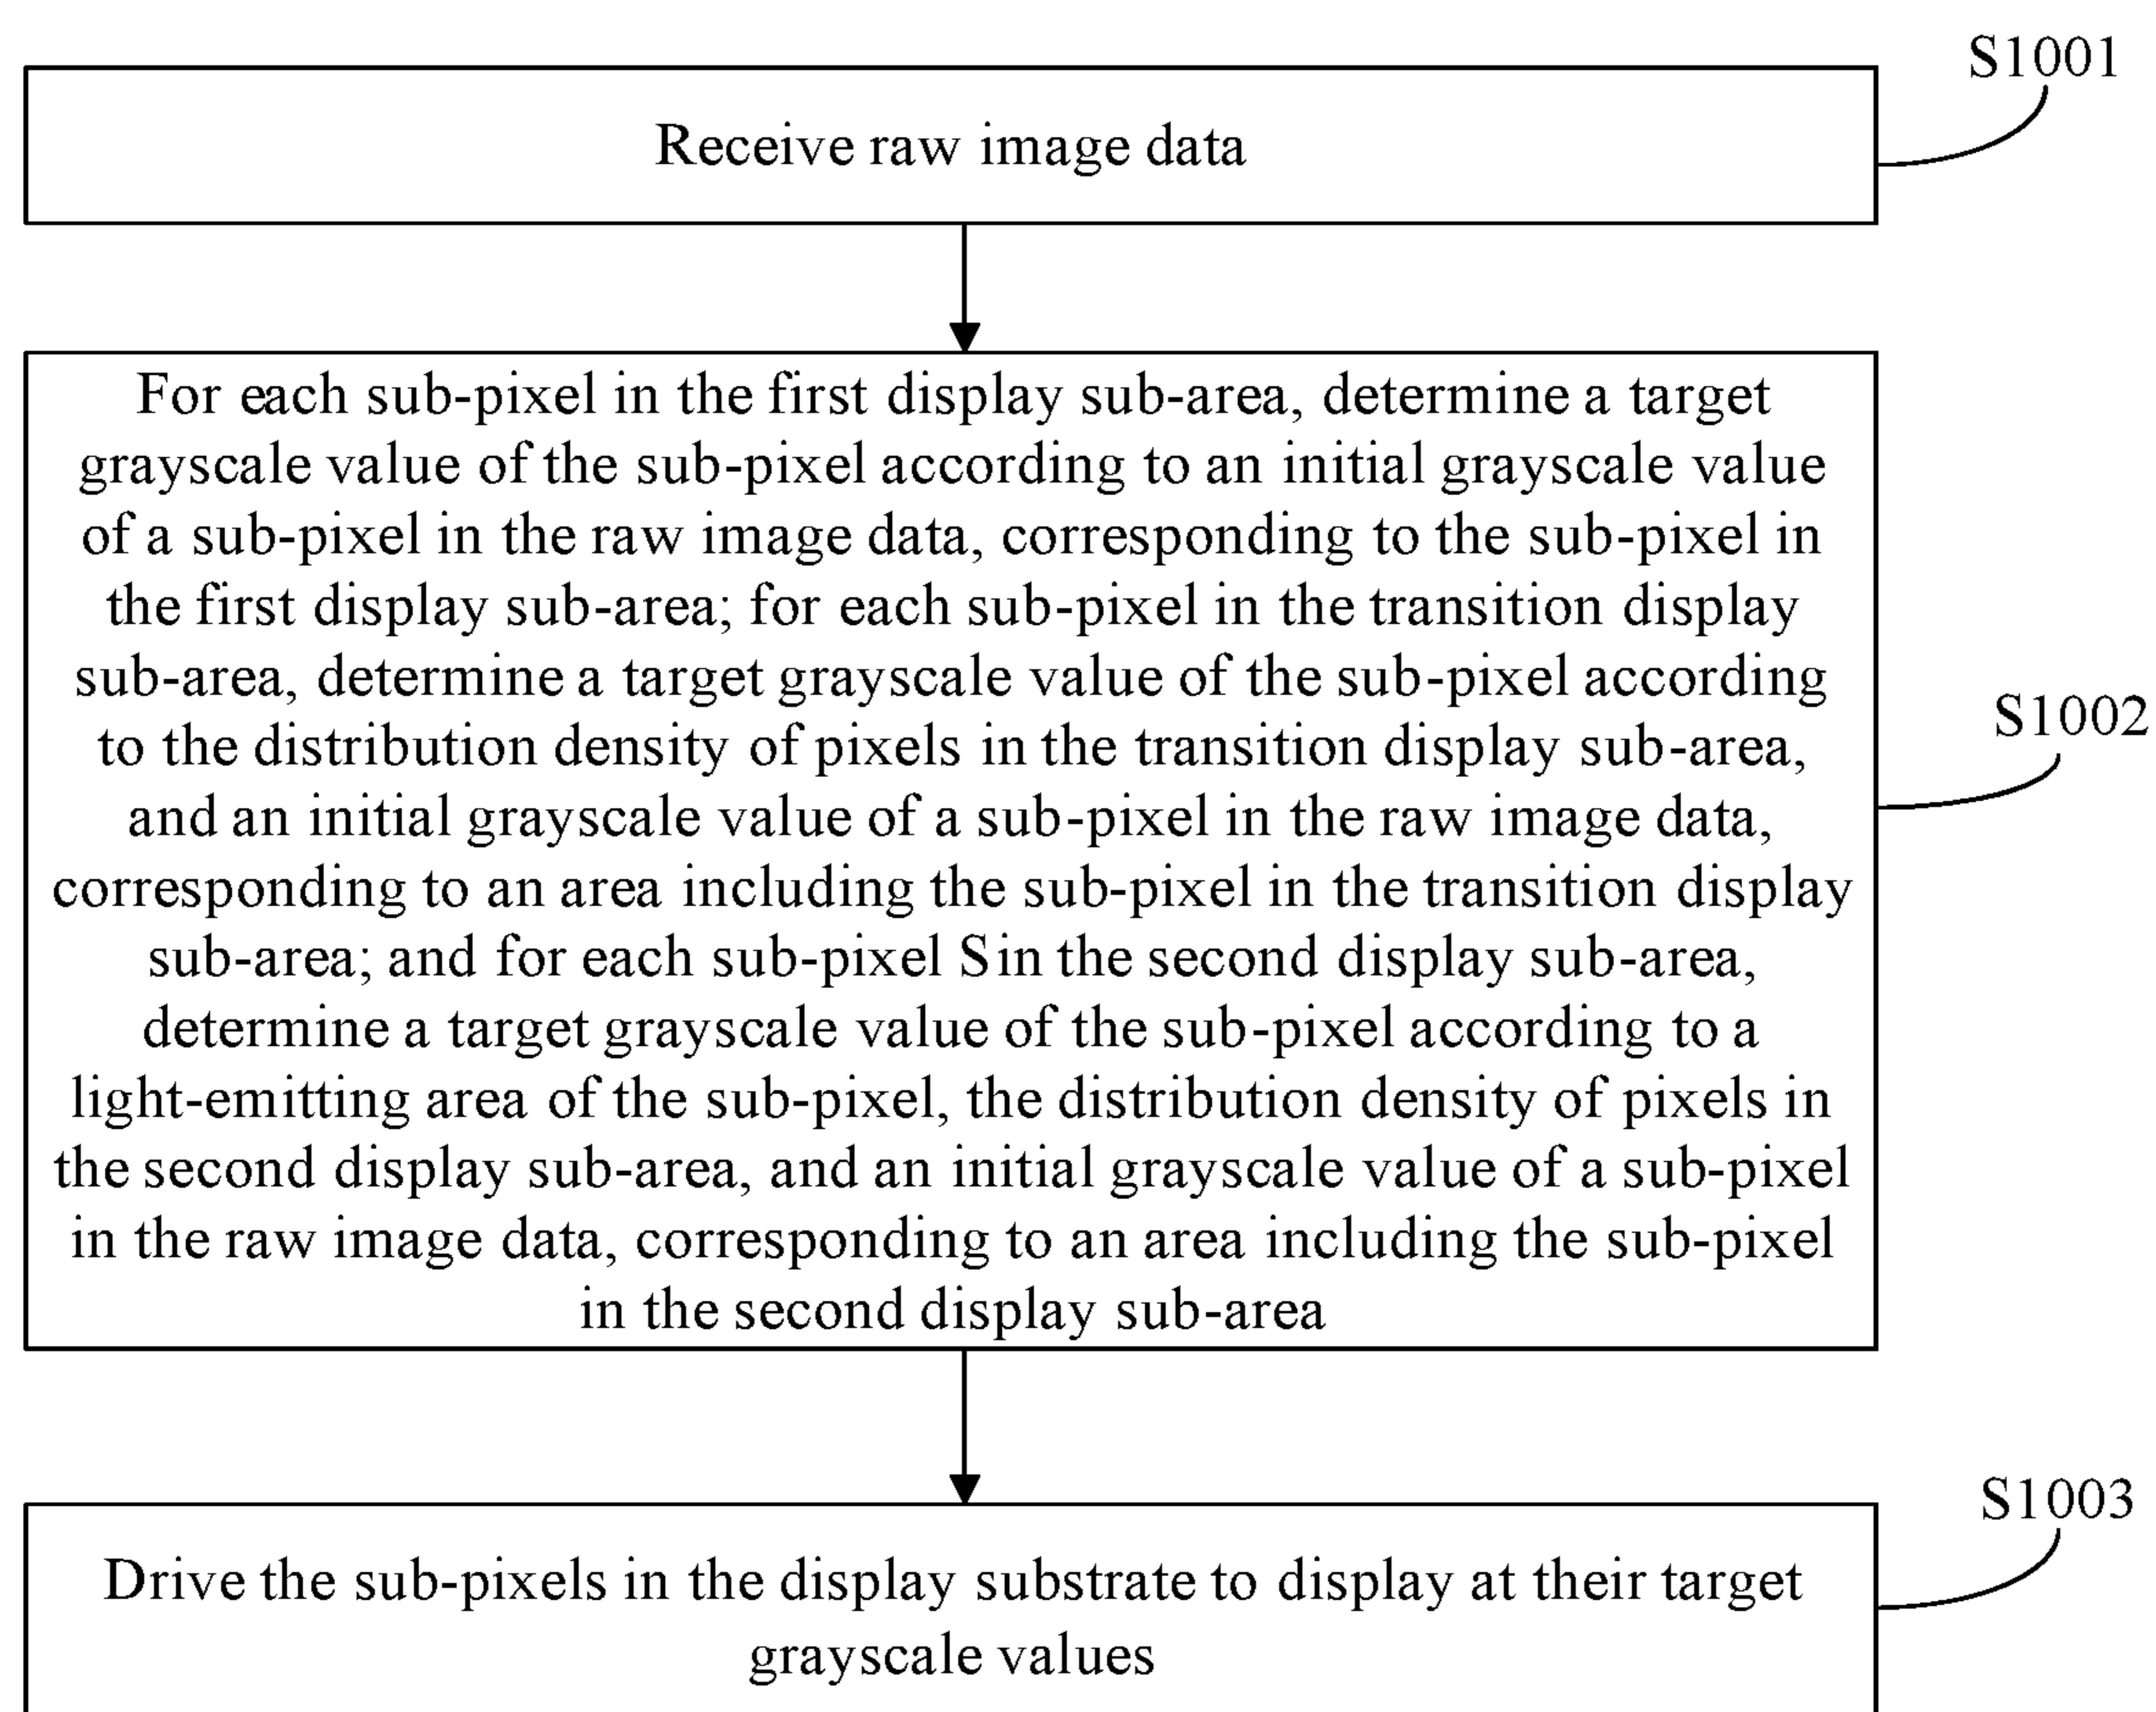 S1001
Receive raw image data
For each sub-pixel in the first display sub-area, determine a target
grayscale value of the sub-pixel according to an initial grayscale value
of a sub-pixel in the raw image data, corresponding to the sub-pixel in
the first display sub-area; for each sub-pixel in the transition display
sub-area, determine a target grayscale value of the sub-pixel according
to the distribution density of pixels in the transition display sub-area,
and an initial grayscale value of a sub-pixel in the raw image data,
corresponding to an area including the sub-pixel in the transition display
sub-area; and for each sub-pixel S in the second display sub-area,
determine a target grayscale value of the sub-pixel according to a
light-emitting area of the sub-pixel, the distribution density of pixels in
the second display sub-area, and an initial grayscale value of a sub-pixel
in the raw image data, corresponding to an area including the sub-pixel
in the second display sub-area
S1002
S1003
Drive the sub-pixels in the display substrate to display at their target
grayscale values